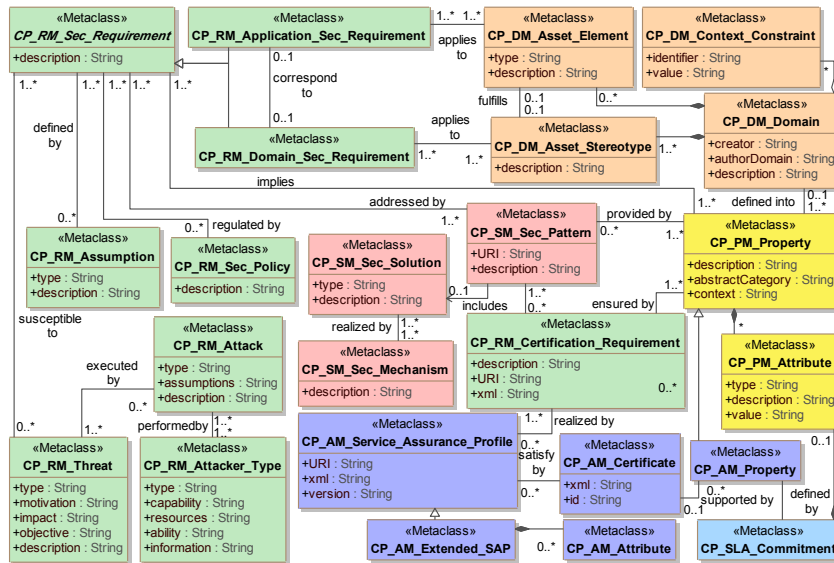 «Metaclass»
CP_RM_Sec_Requirement
+description : String
«Metaclass»
CP_RM_Application_Sec_Requirement
1..*
1..*
applies
to
«Metaclass»
CP_DM_Asset_Element
+type : String
+description : String
«Metaclass»
CP_DM_Context_Constraint
+identifier : String
+value : String
1..*
1..*
1..*
1..*
0..1
correspond
to
0..1
fulfills
0..1
0..1
0..*
*
defined
by
«Metaclass»
CP_RM_Domain_Sec_Requirement
applies
to
1..*
1..*
«Metaclass»
CP_DM_Asset_Stereotype
+description : String
1..*
«Metaclass»
CP_DM_Domain
+creator : String
+authorDomain : String
+description : String
implies
addressed by
1..*
0..1
defined into
1..*
1..*
0..*
regulated by
0..*
«Metaclass»
CP_RM_Assumption
+type : String
+description : String
«Metaclass»
CP_RM_Sec_Policy
+description : String
«Metaclass»
CP_SM_Sec_Solution
+type : String
+description : String
«Metaclass»
CP_SM_Sec_Pattern
+URI : String
+description : String
provided by
0..*
1..*
«Metaclass»
CP_PM_Property
+description : String
+abstractCategory : String
+context : String
0..1
includes
1..*
0..*
ensured by
1..*
susceptible
to
realized by
1..*
1..*
«Metaclass»
CP_RM_Attack
+type : String
+assumptions : String
+description : String
«Metaclass»
CP_SM_Sec_Mechanism
+description : String
«Metaclass»
CP_RM_Certification_Requirement
+description : String
+URI : String
+xml : String
0..*
*
«Metaclass»
CP_PM_Attribute
+type : String
+description : String
+value : String
executed
by
0..*
1..*
0..*
performedby
1..*
1..*
1..*
realized by
0..*
0..1
«Metaclass»
CP_RM_Threat
+type : String
+motivation : String
+impact : String
+objective : String
+description : String
«Metaclass»
CP_RM_Attacker_Type
+type : String
+capability : String
+resources : String
+ability : String
+information : String
«Metaclass»
CP_AM_Service_Assurance_Profile
+URI : String
+xml : String
+version : String
satisfy
by
0..*
«Metaclass»
CP_AM_Certificate
+xml : String
+id : String
«Metaclass»
CP_AM_Property
0..*
0..1
supported by
defined
by
«Metaclass»
CP_AM_Extended_SAP
0..*
«Metaclass»
CP_AM_Attribute
«Metaclass»
CP_SLA_Commitment